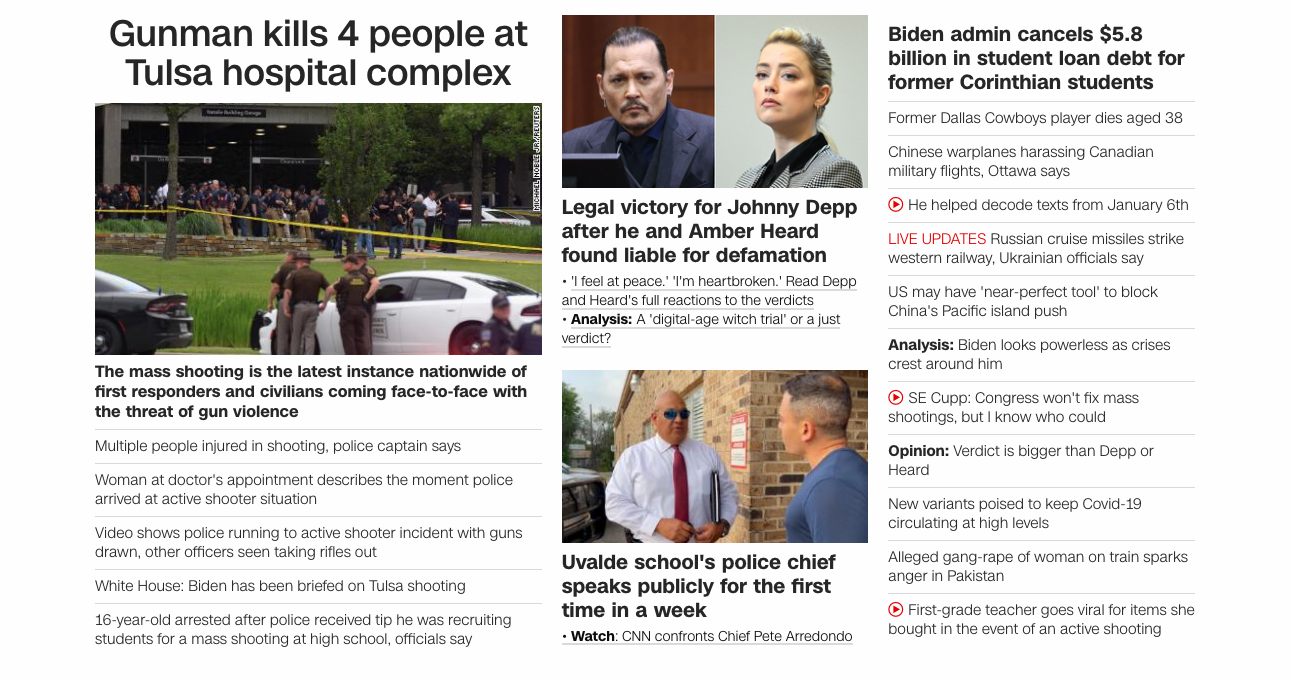 Gunman kills 4 people at
Tulsa hospital complex
MICHAEL NOBLE JR./REUTERS
The mass shooting is the latest instance nationwide of
first responders and civilians coming face-to-face with
the threat of gun violence
Multiple people injured in shooting, police captain says
Woman at doctor's appointment describes the moment police
arrived at active shooter situation
Video shows police running to active shooter incident with guns
drawn, other officers seen taking rifles out
White House: Biden has been briefed on Tulsa shooting
16-year-old arrested after police received tip he was recruiting
students for a mass shooting at high school, officials say
Legal victory for Johnny Depp
after he and Amber Heard
found liable for defamation
• 'I feel at peace.' 'I'm heartbroken.' Read Depp
and Heard's full reactions to the verdicts
• Analysis: A 'digital-age witch trial' or a just
verdict?
Uvalde school's police chief
speaks publicly for the first
time in a week
• Watch: CNN confronts Chief Pete Arredondo
Biden admin cancels $5.8
billion in student loan debt for
former Corinthian students
Former Dallas Cowboys player dies aged 38
Chinese warplanes harassing Canadian
military flights, Ottawa says
He helped decode texts from January 6th
LIVE UPDATES Russian cruise missiles strike
western railway, Ukrainian officials say
US may have 'near-perfect tool' to block
China's Pacific island push
Analysis: Biden looks powerless as crises
crest around him
SE Cupp: Congress won't fix mass
shootings, but I know who could
Opinion: Verdict is bigger than Depp or
Heard
New variants poised to keep Covid-19
circulating at high levels
Alleged gang-rape of woman on train sparks
anger in Pakistan
First-grade teacher goes viral for items she
bought in the event of an active shooting